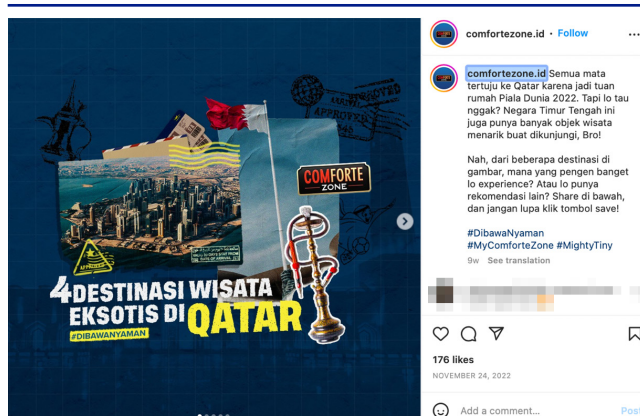 APPROVED
APPROVED
COMFORTE
ZONE
4 DESTINASI WISATA
EKSOTIS DI QATAR
#DIBAWANYAMAN
comfortezone.id • Follow
comfortezone.id Semua mata
tertuju ke Qatar karena jadi tuan
rumah Piala Dunia 2022. Tapi lo tau
nggak? Negara Timur Tengah ini
juga punya banyak objek wisata
menarik buat dikunjungi, Bro!
Nah, dari beberapa destinasi di
gambar, mana yang pengen banget
lo experience? Atau lo punya
rekomendasi lain? Share di bawah,
dan jangan lupa klik tombol save!
#DibawaNyaman
#MyComforteZone #MightyTiny
9w See translation
176 likes
NOVEMBER 24, 2022
Add a comment...
Post